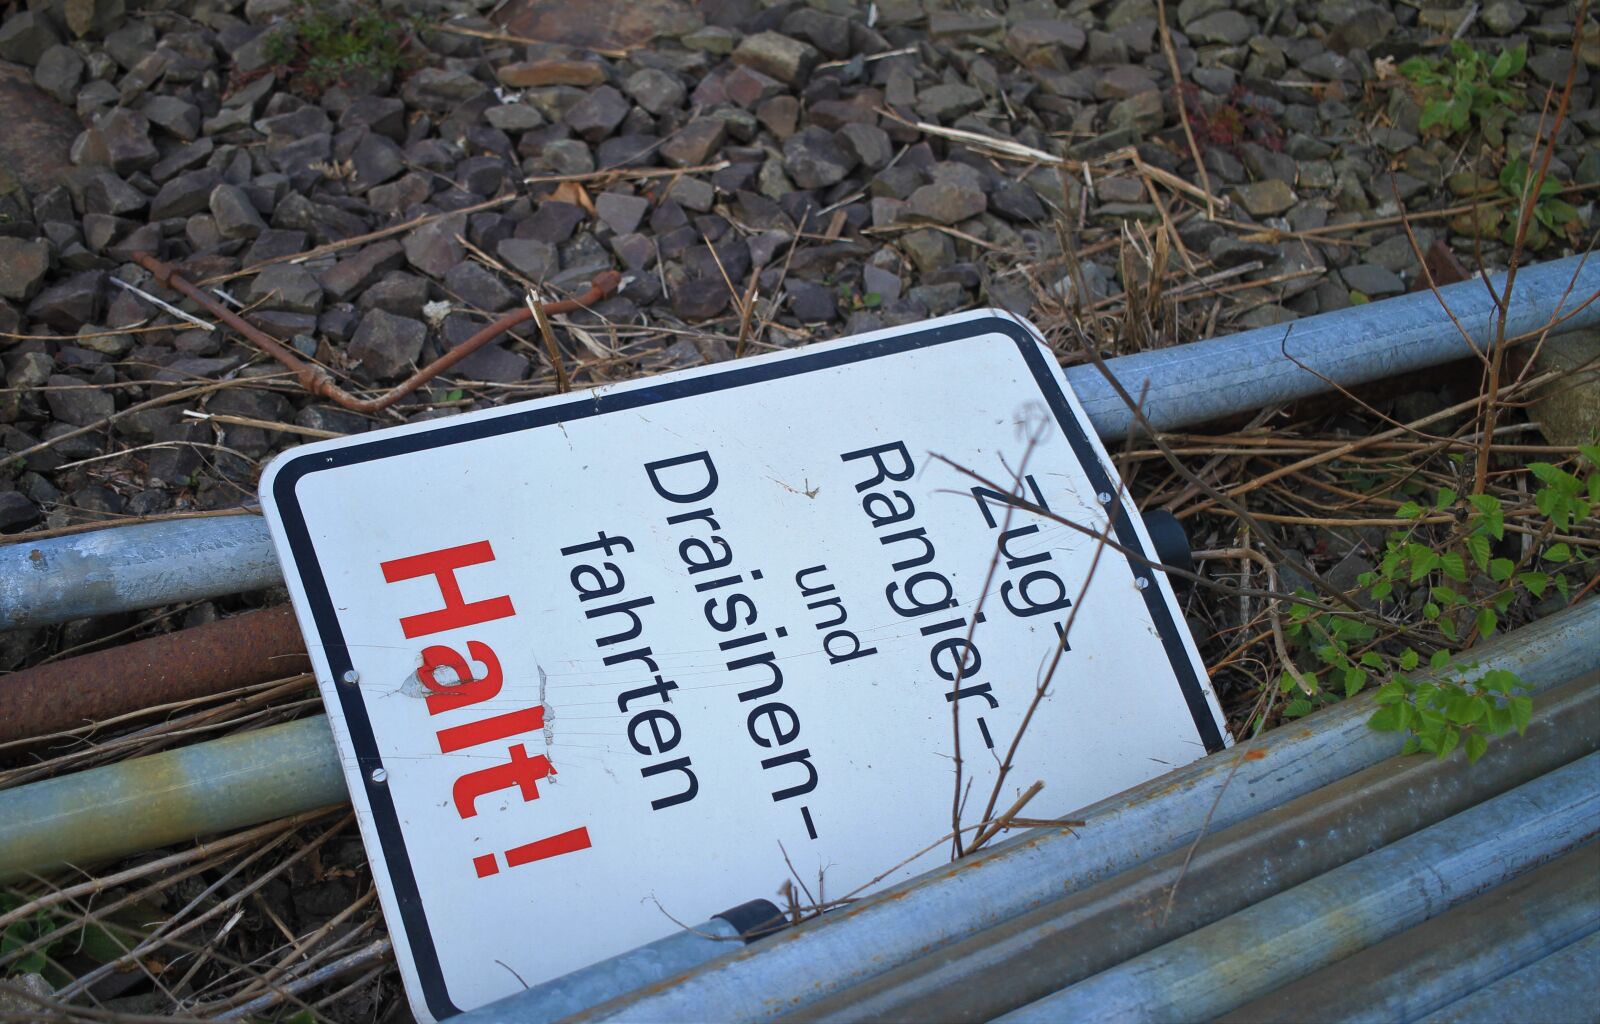 Zug-
Rangier-
und
Draisinen-
fahrten
Halt!